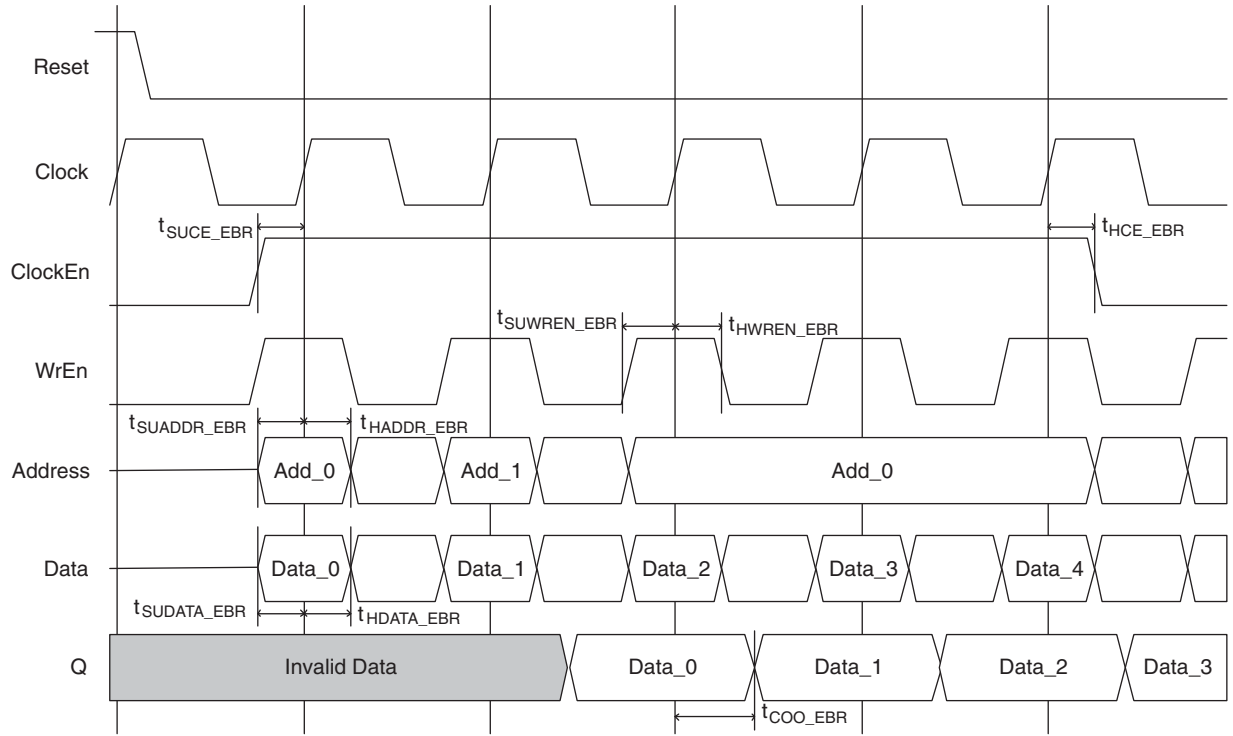 Reset
Clock
tSUCE_EBR
tHCE_EBR
ClockEn
tSUWREN_EBR
tHWREN_EBR
WrEn
tSUADDR_EBR
tHADDR_EBR
Address
Add_0
Add_1
Add_0
Data
Data_0
Data_1
Data_2
Data_3
Data_4
tSUDATA_EBR
tHDATA_EBR
Q
Invalid Data
Data_0
Data_1
Data_2
Data_3
tCOO_EBR